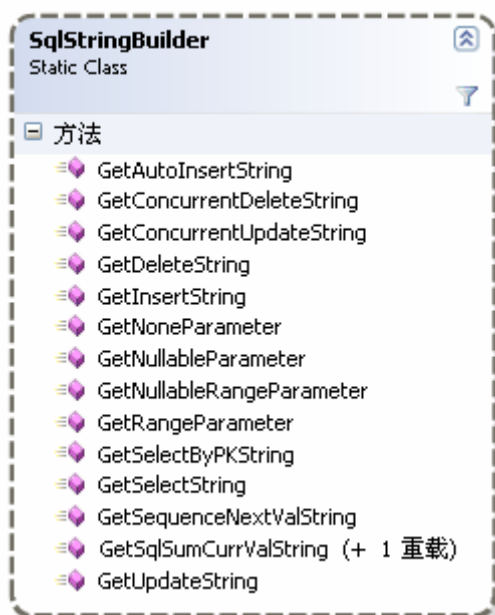 SqlStringBuilder
Static Class
方法
GetAutoInsertString
GetConcurrentDeleteString
GetConcurrentUpdateString
GetDeleteString
GetInsertString
GetNoneParameter
GetNullableParameter
GetNullableRangeParameter
GetRangeParameter
GetSelectByPKString
GetSelectString
GetSequenceNextValString
GetSqlSumCurrValString (+ 1 重载)
GetUpdateString